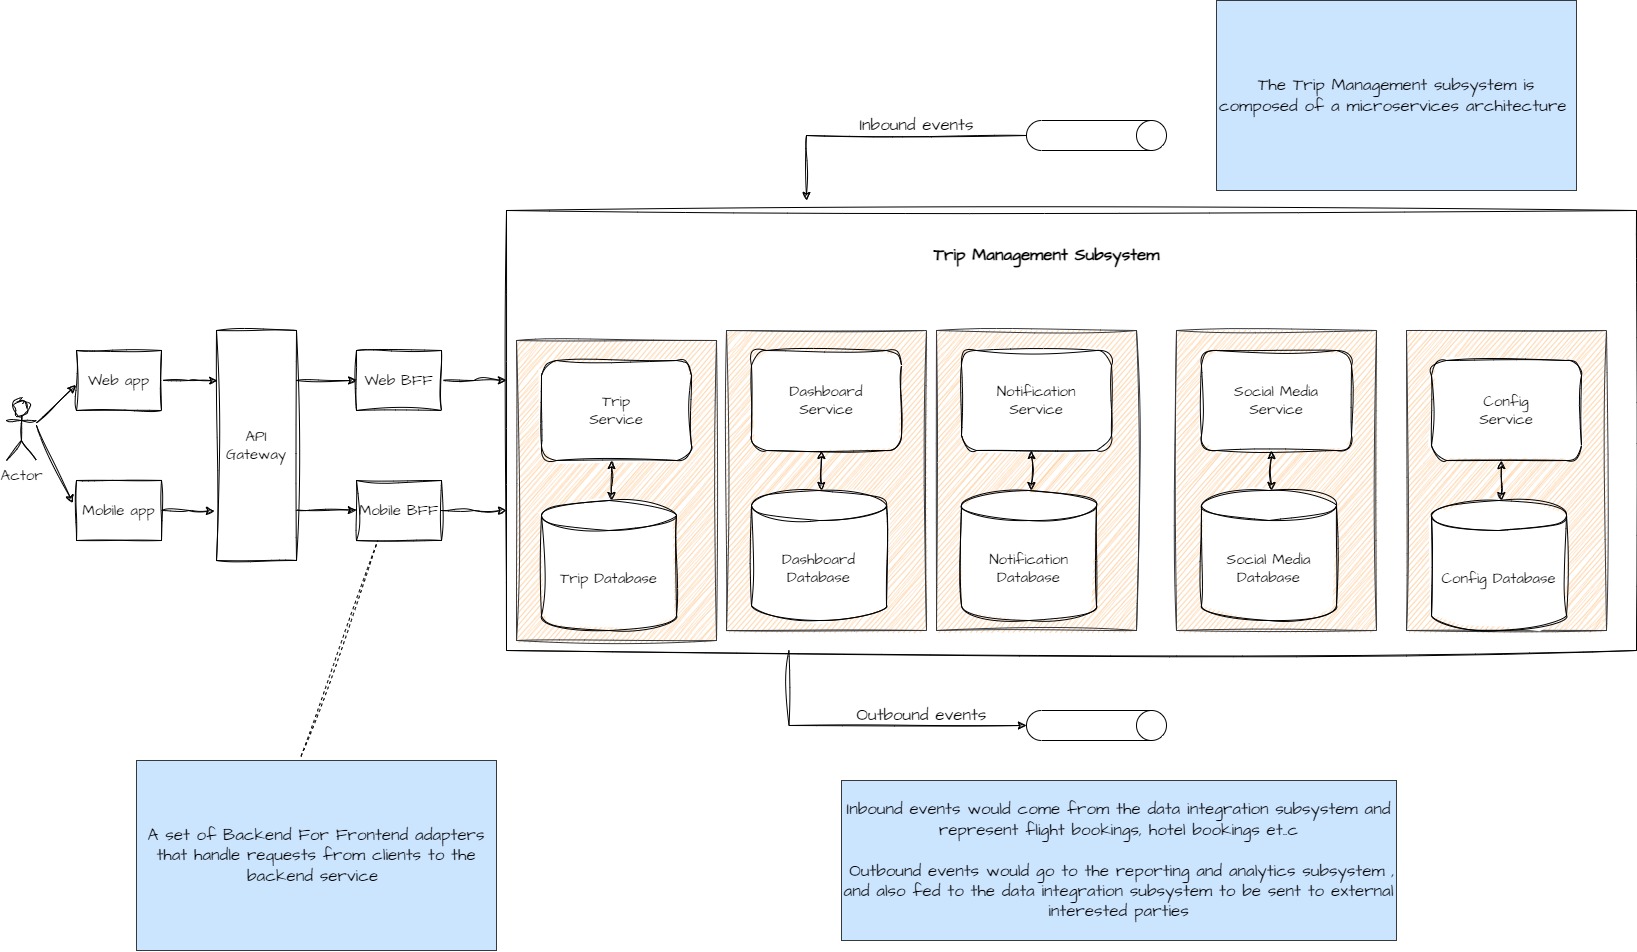 The Trip Management subsystem is
composed of a microservices architecture
Inbound events
Trip Management Subsystem
Web app
Web BFF
API
Gateway
Actor
Mobile app
Mobile BFF
Trip
Service
Dashboard
Service
Notification
Service
Social Media
Service
Config
Service
Trip Database
Dashboard
Database
Notification
Database
Social Media
Database
Config Database
Outbound events
A set of Backend For Frontend adapters
that handle requests from clients to the
backend service
Inbound events would come from the data integration subsystem and
represent flight bookings, hotel bookings et..c
Outbound events would go to the reporting and analytics subsystem ,
and also fed to the data integration subsystem to be sent to external
interested parties